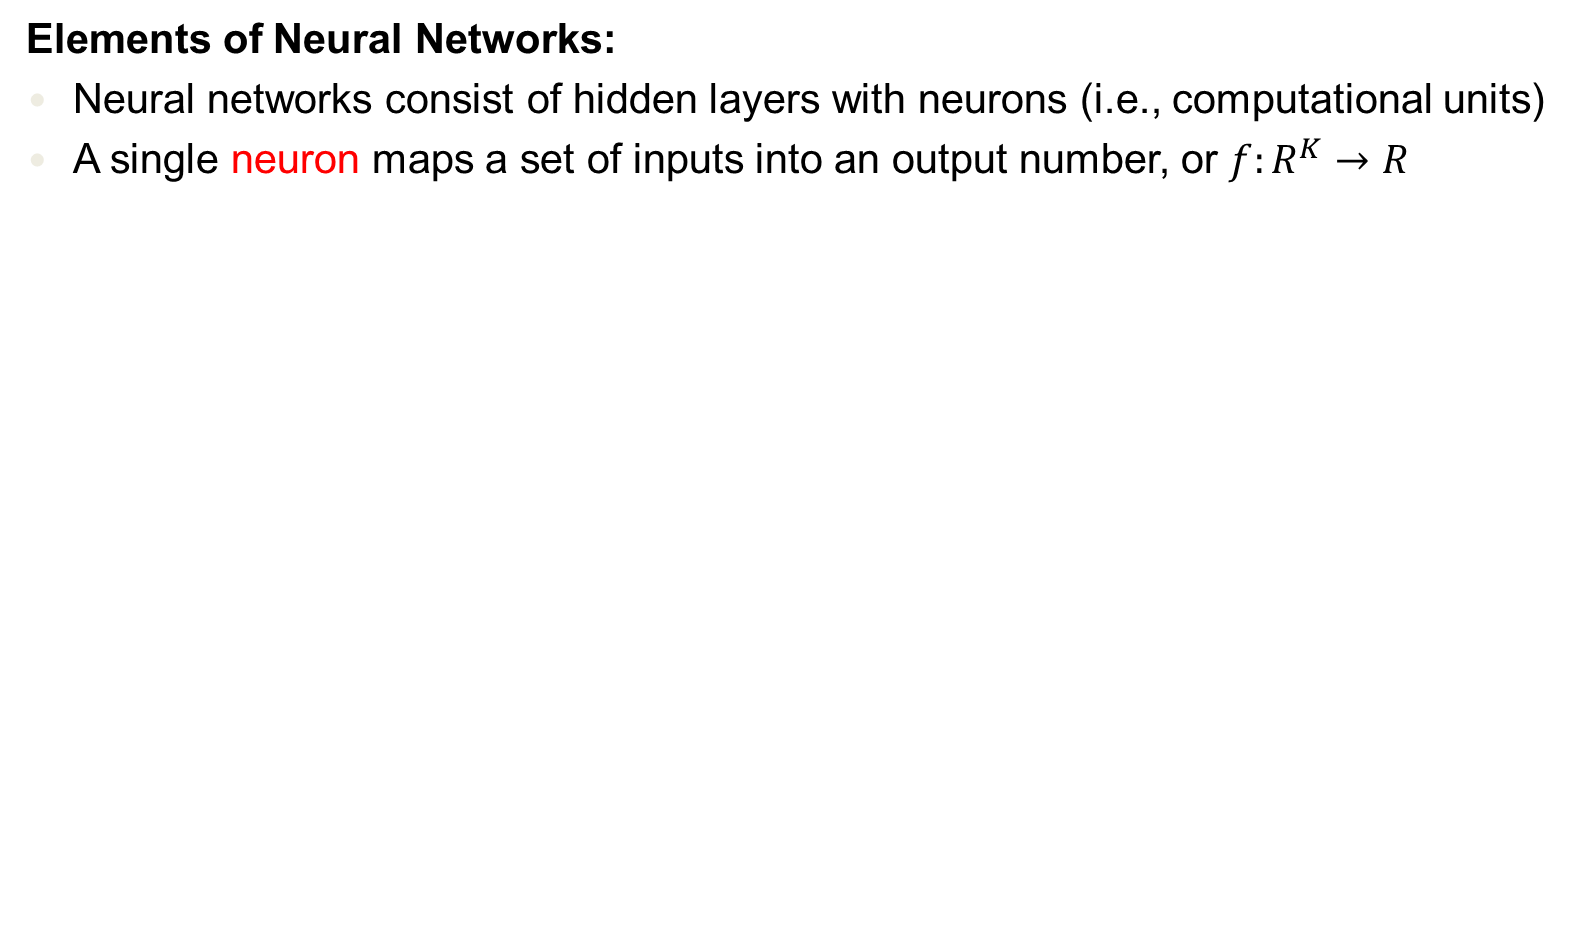 Elements of Neural Networks:
• Neural networks consist of hidden layers with neurons (i.e., computational units)
• A single neuron maps a set of inputs into an output number, or 𝑓: 𝑅ᴷ → 𝑅